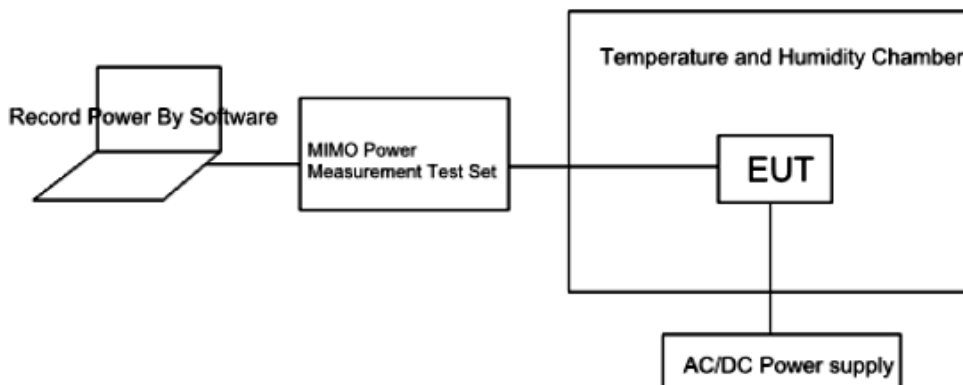 Temperature and Humidity Chamber
Record Power By Software
MIMO Power
Measurement Test Set
EUT
AC/DC Power supply